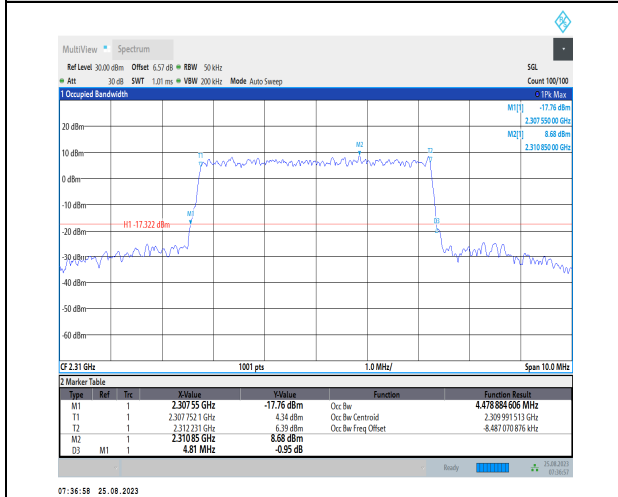 MultiView Spectrum
Ref Level 30.00 dBm Offset 6.57 dB RBW 50 kHz SGL
Att 30 dB SWT 1.01 ms VBW 200 kHz Mode Auto Sweep Count 100/100
1 Occupied Bandwidth 1Pk Max
M1[1] -17.76 dBm
2.307 550 00 GHz
M2[1] 8.68 dBm
2.310 850 00 GHz
20 dBm
10 dBm
M2
T1
T2
0 dBm
-10 dBm
M1
H1 -17.322 dBm
D3
-20 dBm
-30 dBm
-40 dBm
-50 dBm
-60 dBm
CF 2.31 GHz 1001 pts 1.0 MHz/ Span 10.0 MHz
2 Marker Table
Type Ref Trc X-Value Y-Value Function Function Result
M1 1 2.307 55 GHz -17.76 dBm Occ Bw 4.478 884 606 MHz
T1 1 2.307 752 1 GHz 4.34 dBm Occ Bw Centroid 2.309 991 513 GHz
T2 1 2.312 231 GHz 6.39 dBm Occ Bw Freq Offset -8.487 070 876 kHz
M2 1 2.310 85 GHz 8.68 dBm
D3 M1 1 4.81 MHz -0.95 dB
Ready 25.08.2023
07:36:57
07:36:58 25.08.2023